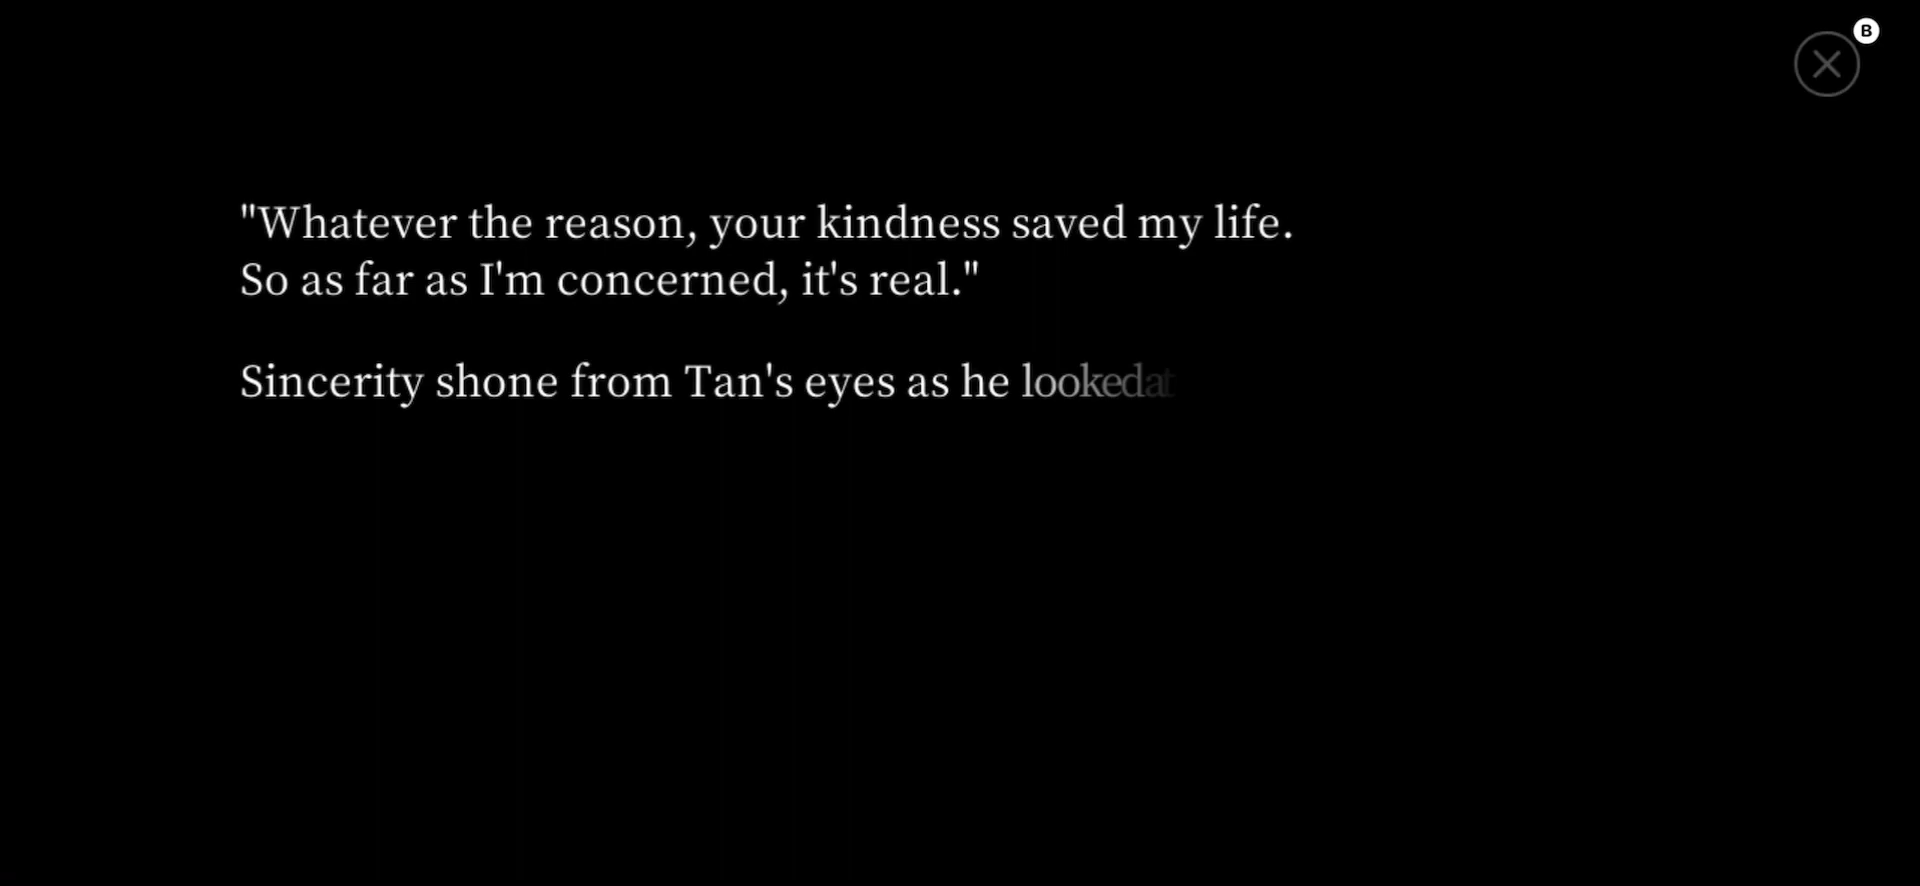 B
"Whatever the reason, your kindness saved my life.
So as far as I'm concerned, it's real."
Sincerity shone from Tan's eyes as he lookedat